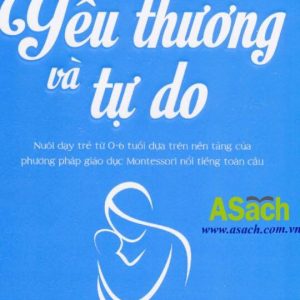 Yêu thương
và
tự do
Nuôi dạy trẻ từ 0-6 tuổi dựa trên nền tảng của
phương pháp giáo dục Montessori nổi tiếng toàn cầu
ASach
www.asach.com.vn